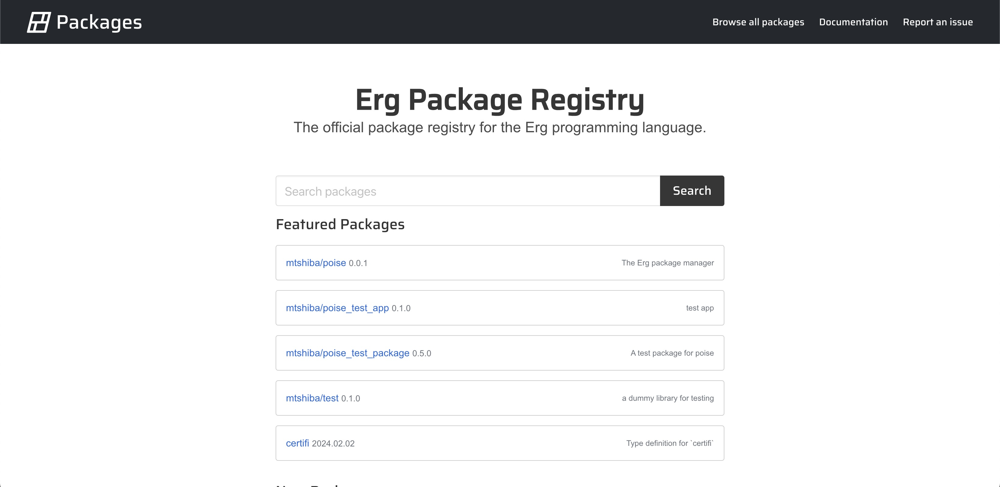 Packages
Browse all packages
Documentation
Report an issue
Erg Package Registry
The official package registry for the Erg programming language.
Search packages
Search
Featured Packages
mtshiba/poise 0.0.1
The Erg package manager
mtshiba/poise_test_app 0.1.0
test app
mtshiba/poise_test_package 0.5.0
A test package for poise
mtshiba/test 0.1.0
a dummy library for testing
certifi 2024.02.02
Type definition for `certifi`